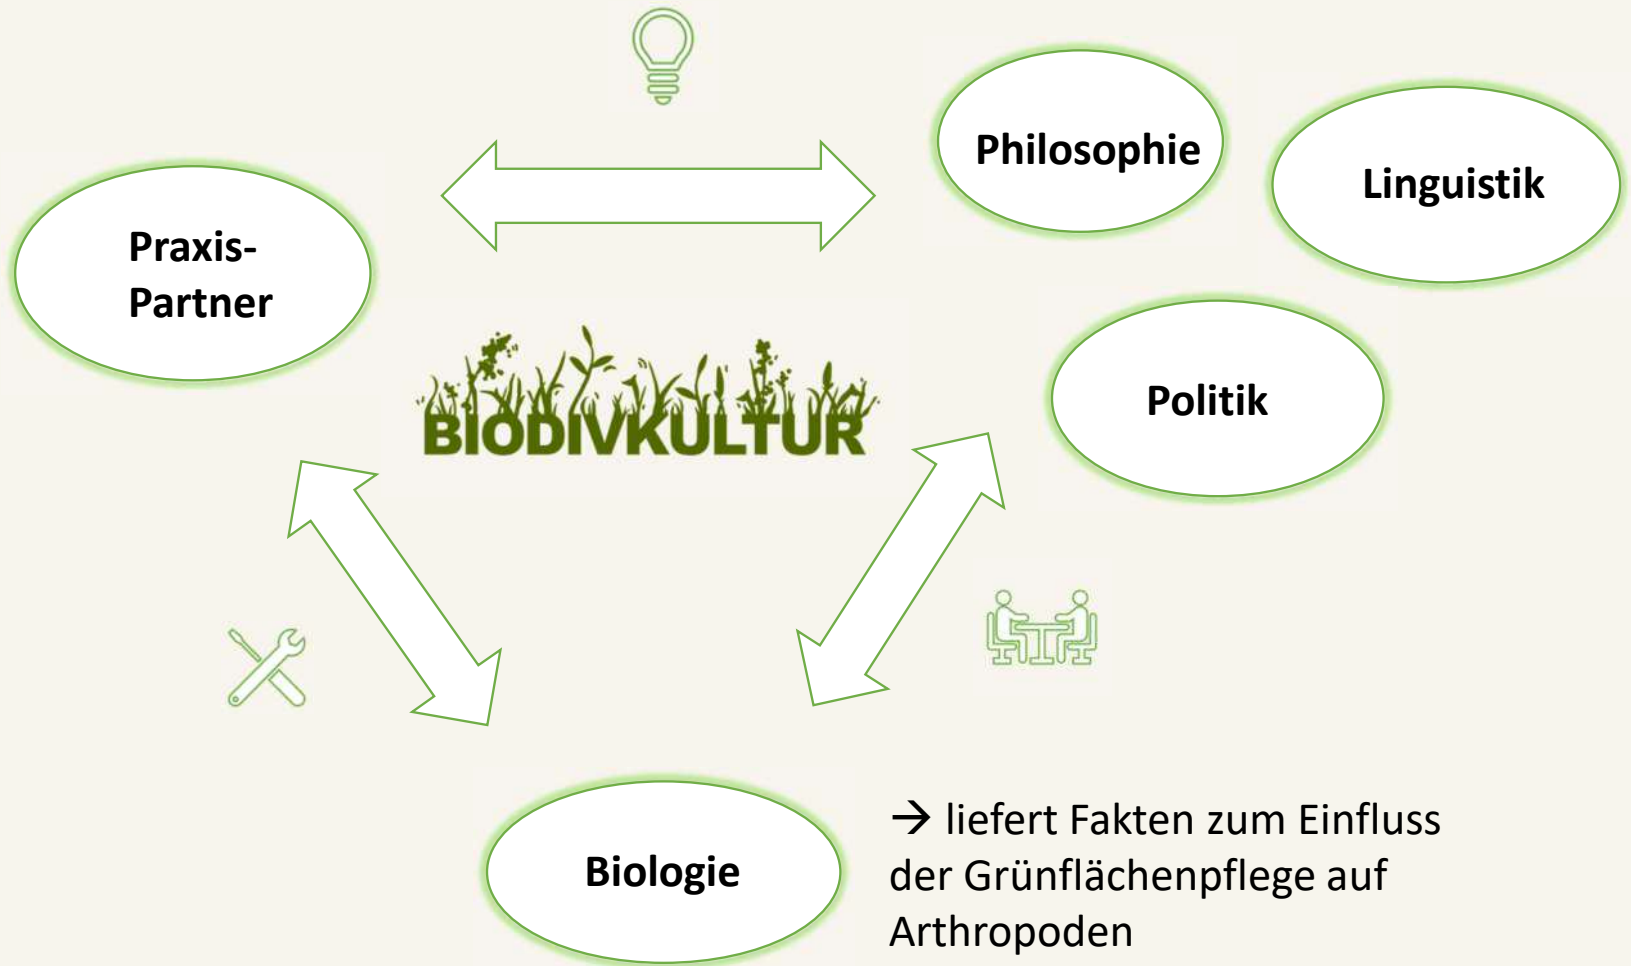 Philosophie
Linguistik
Praxis-
Partner
BIODIVKULTUR
Politik
Biologie
→ liefert Fakten zum Einfluss
der Grünflächenpflege auf
Arthropoden